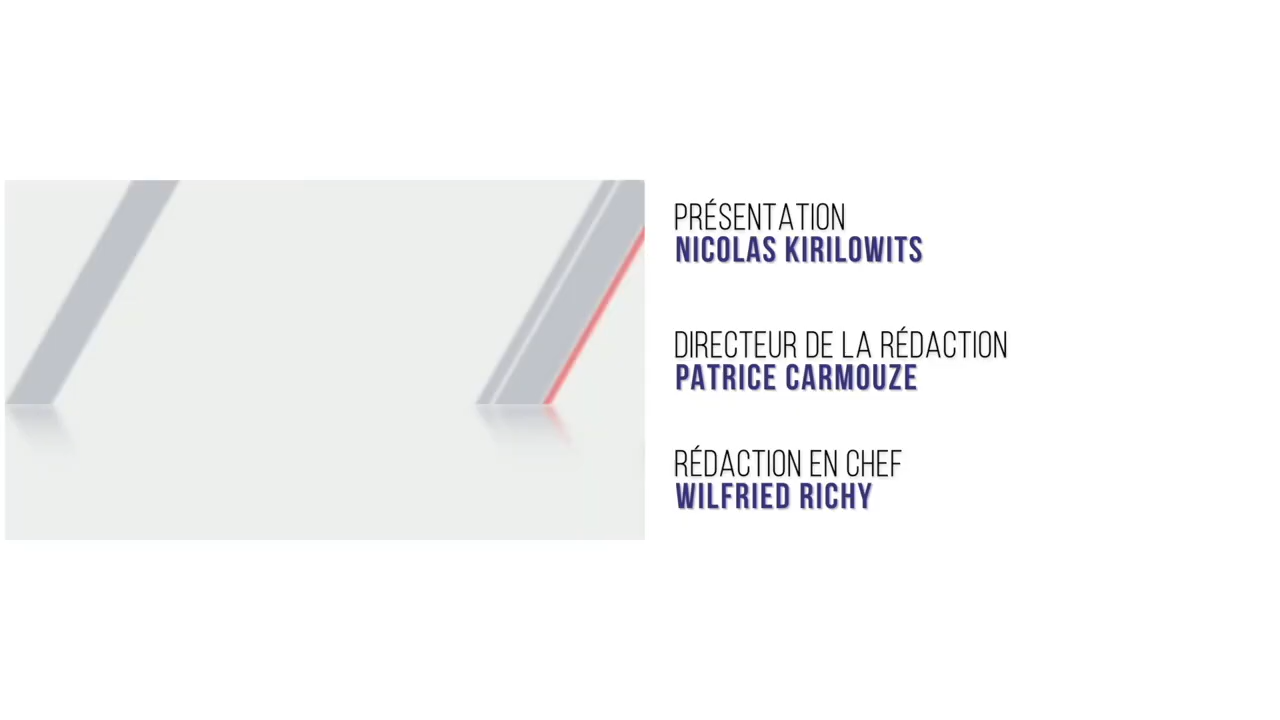 PRÉSENTATION
NICOLAS KIRILOWITS
DIRECTEUR DE LA RÉDACTION
PATRICE CARMOUZE
RÉDACTION EN CHEF
WILFRIED RICHY